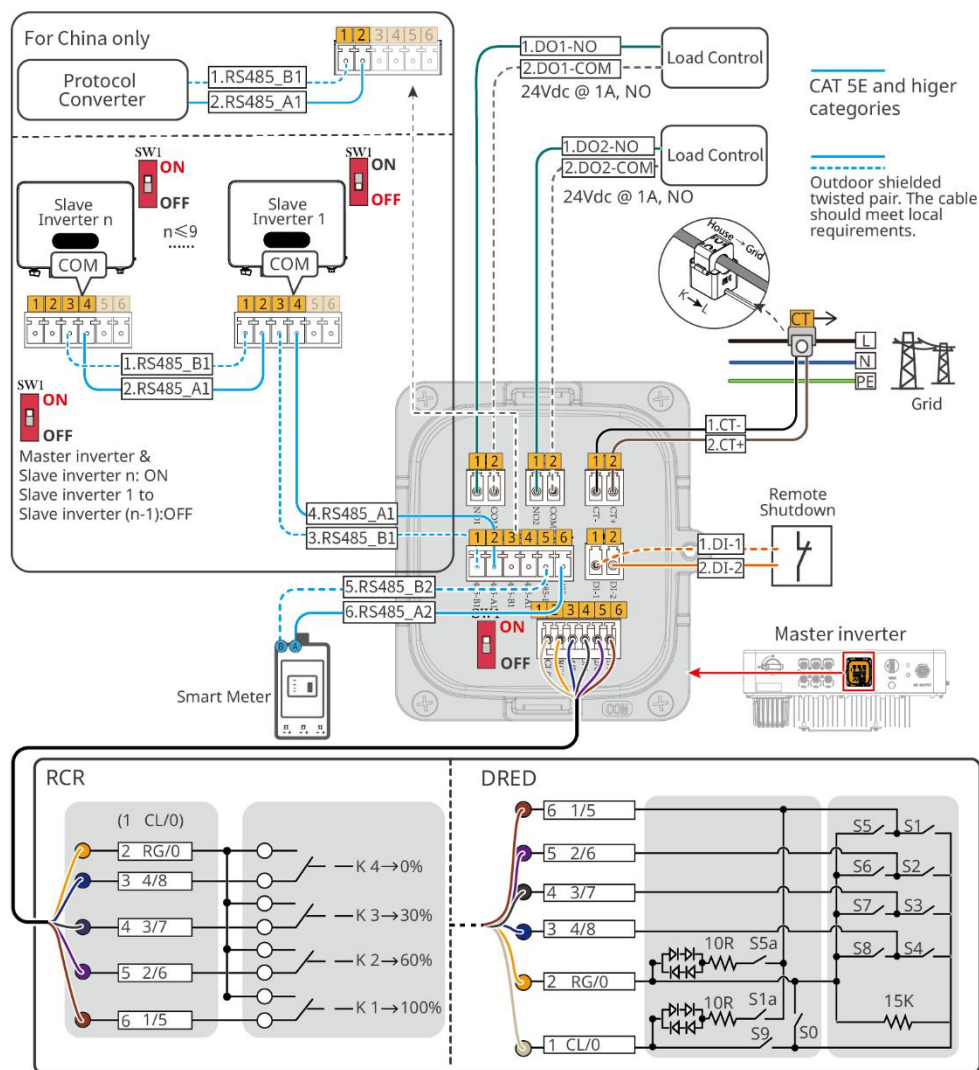 For China only
1 2 3 4 5 6
Protocol
Converter
1.RS485_B1
2.RS485_A1
SW1
ON
OFF
Slave
Inverter n
COM
n≤9
......
SW1
ON
OFF
Slave
Inverter 1
COM
1 2 3 4 5 6
1 2 3 4 5 6
1.RS485_B1
2.RS485_A1
SW1
ON
OFF
Master inverter &
Slave inverter n: ON
Slave inverter 1 to
Slave inverter (n-1):OFF
1.DO1-NO
2.DO1-COM
24Vdc @ 1A, NO
Load Control
1.DO2-NO
2.DO2-COM
24Vdc @ 1A, NO
Load Control
CAT 5E and higer
categories
Outdoor shielded
twisted pair. The cable
should meet local
requirements.
House → Grid
K→L
CT
L
N
PE
Grid
1.CT-
2.CT+
1 2
1 2
1 2
NO1
NO2
CT-
CT+
4.RS485_A1
3.RS485_B1
1 2 3 4 5 6
1 2
DI-1
DI-2
Remote
Shutdown
1.DI-1
2.DI-2
5.RS485_B2
6.RS485_A2
SW1
ON
OFF
1 2 3 4 5 6
COM
B A
Smart Meter
Master inverter
RCR
(1 CL/0)
2 RG/0
3 4/8
4 3/7
5 2/6
6 1/5
K 4→0%
K 3→30%
K 2→60%
K 1→100%
DRED
6 1/5
5 2/6
4 3/7
3 4/8
2 RG/0
1 CL/0
10R
S5a
10R
S1a
S9
S0
S5 S1
S6 S2
S7 S3
S8 S4
15K